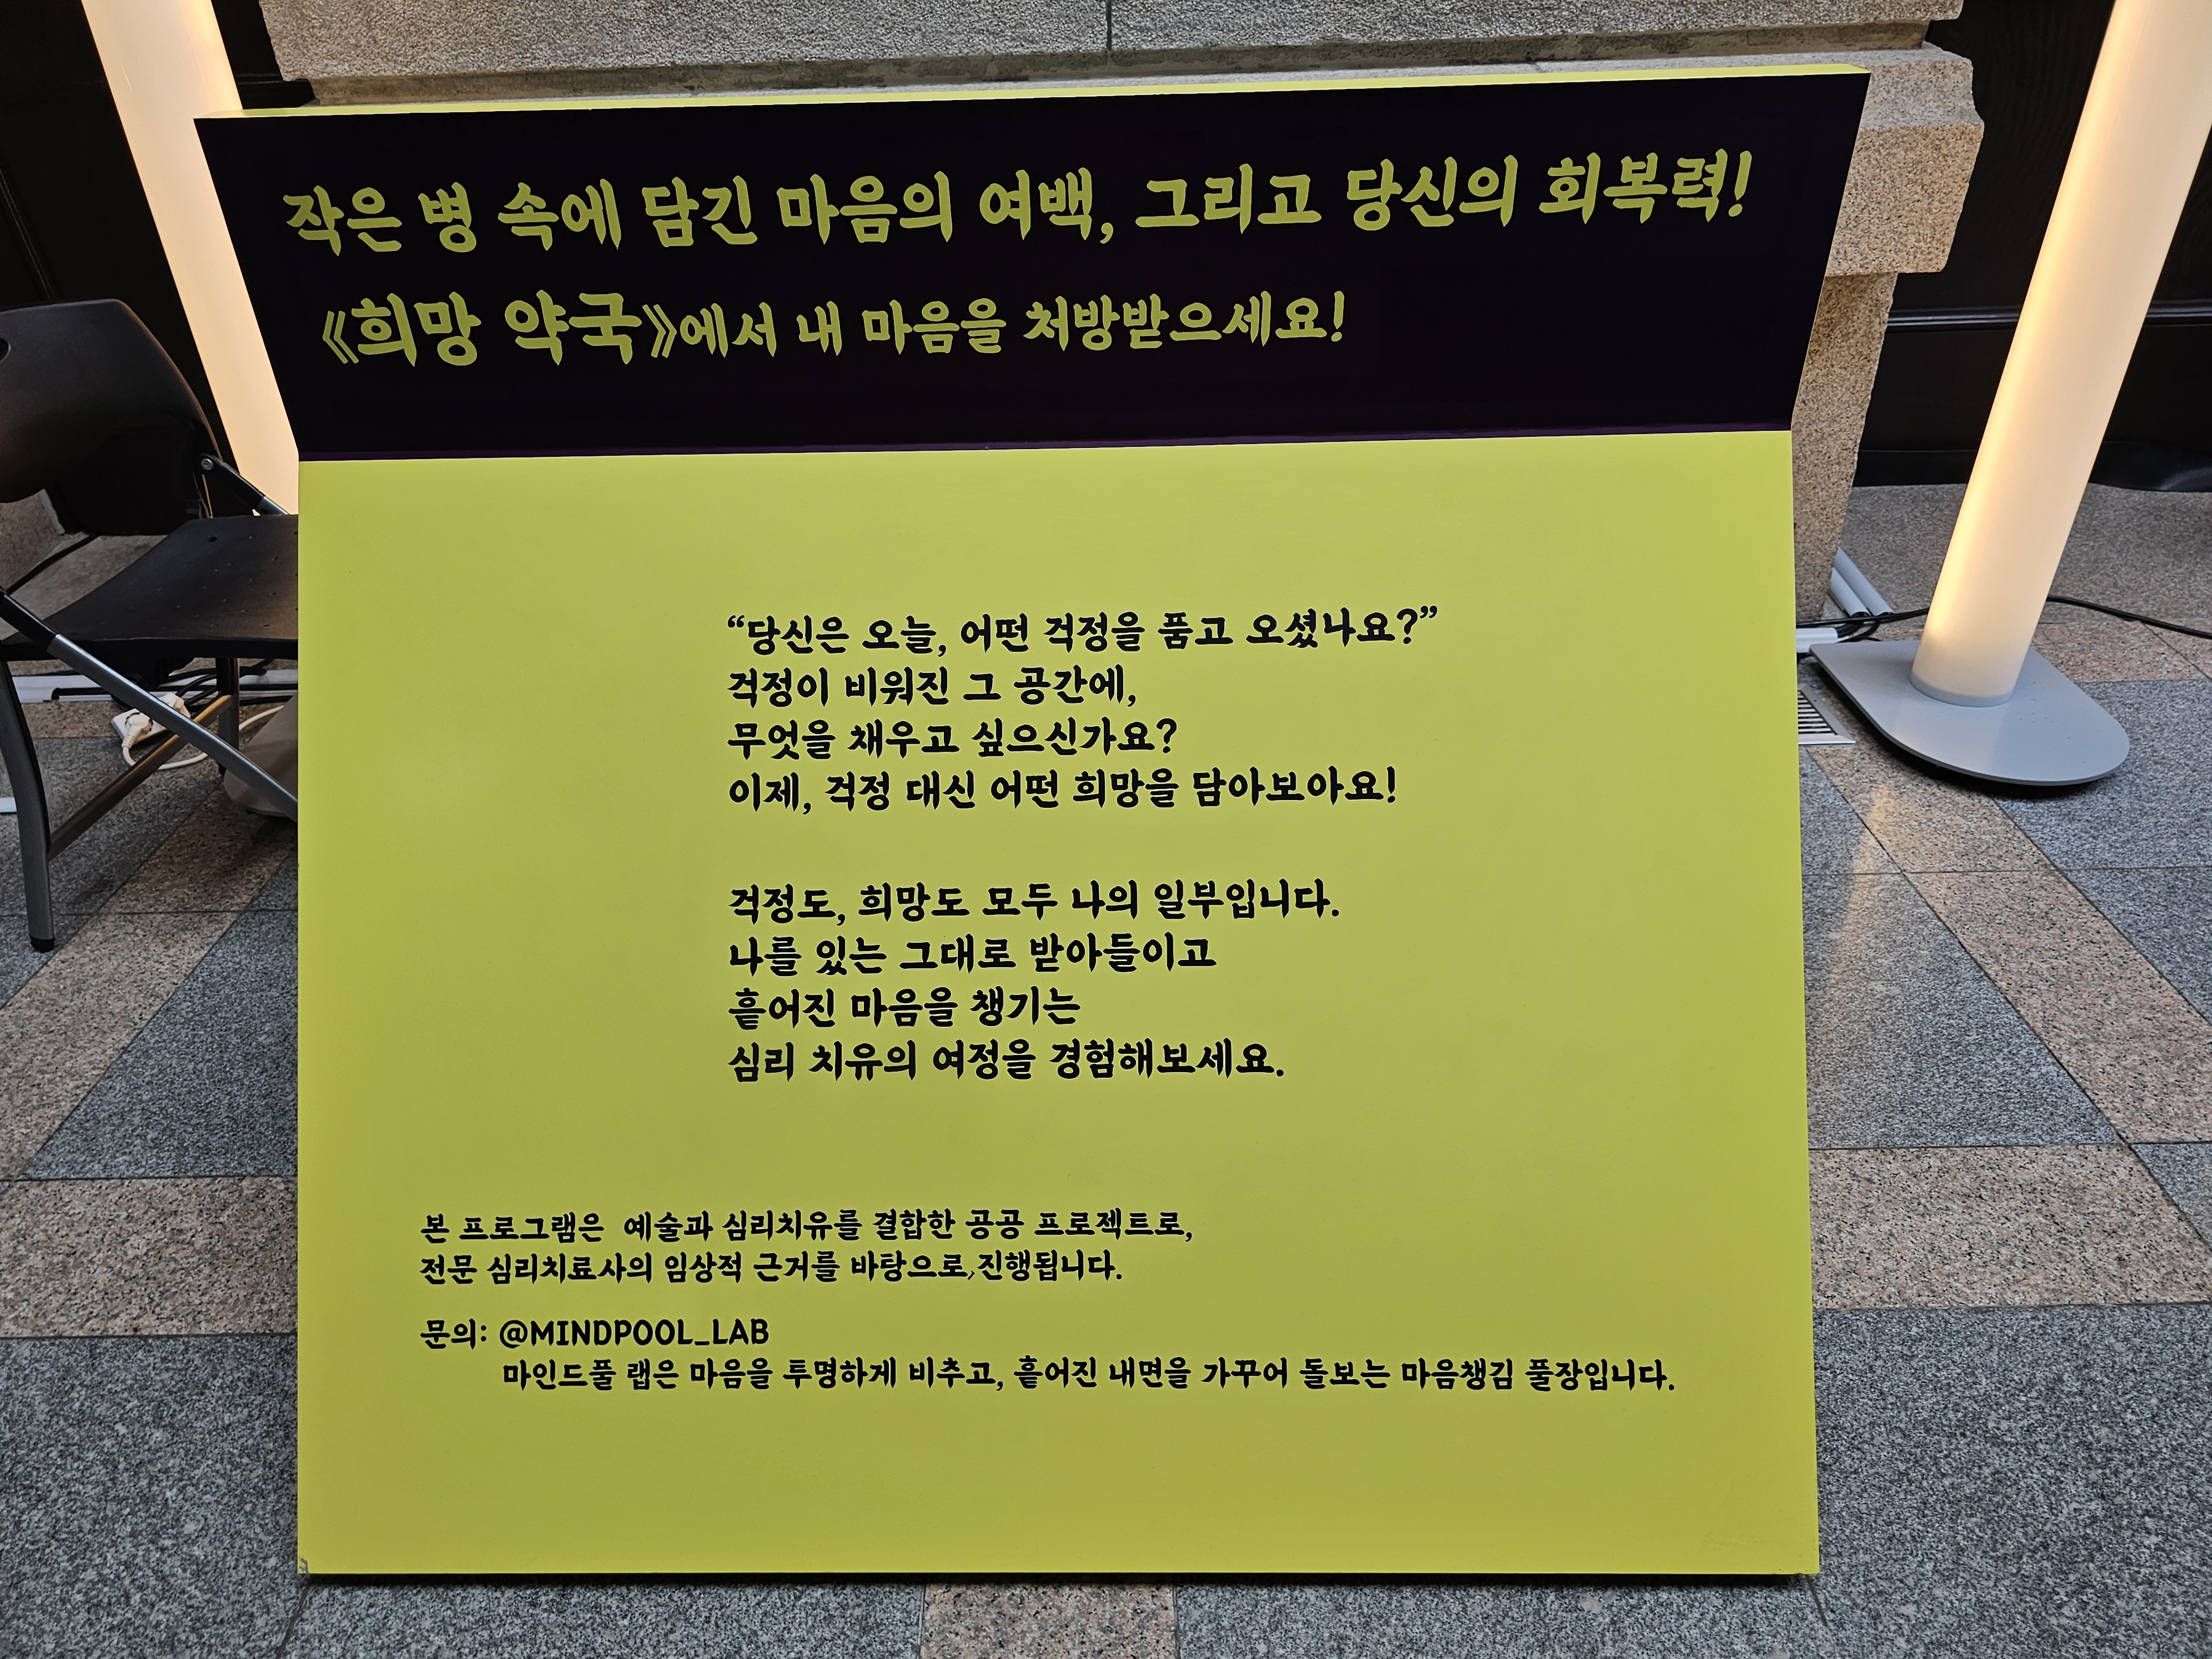 작은 병 속에 담긴 마음의 여백, 그리고 당신의 회복력!
《희망 약국》에서 내 마음을 처방받으세요!
“당신은 오늘, 어떤 걱정을 품고 오셨나요?”
걱정이 비워진 그 공간에,
무엇을 채우고 싶으신가요?
이제, 걱정 대신 어떤 희망을 담아보아요!
걱정도, 희망도 모두 나의 일부입니다.
나를 있는 그대로 받아들이고
흩어진 마음을 챙기는
심리 치유의 여정을 경험해보세요.
본 프로그램은 예술과 심리치유를 결합한 공공 프로젝트로,
전문 심리치료사의 임상적 근거를 바탕으로,진행됩니다.
문의: @MINDPOOL_LAB
마인드풀 랩은 마음을 투명하게 비추고, 흩어진 내면을 가꾸어 돌보는 마음챙김 풀장입니다.